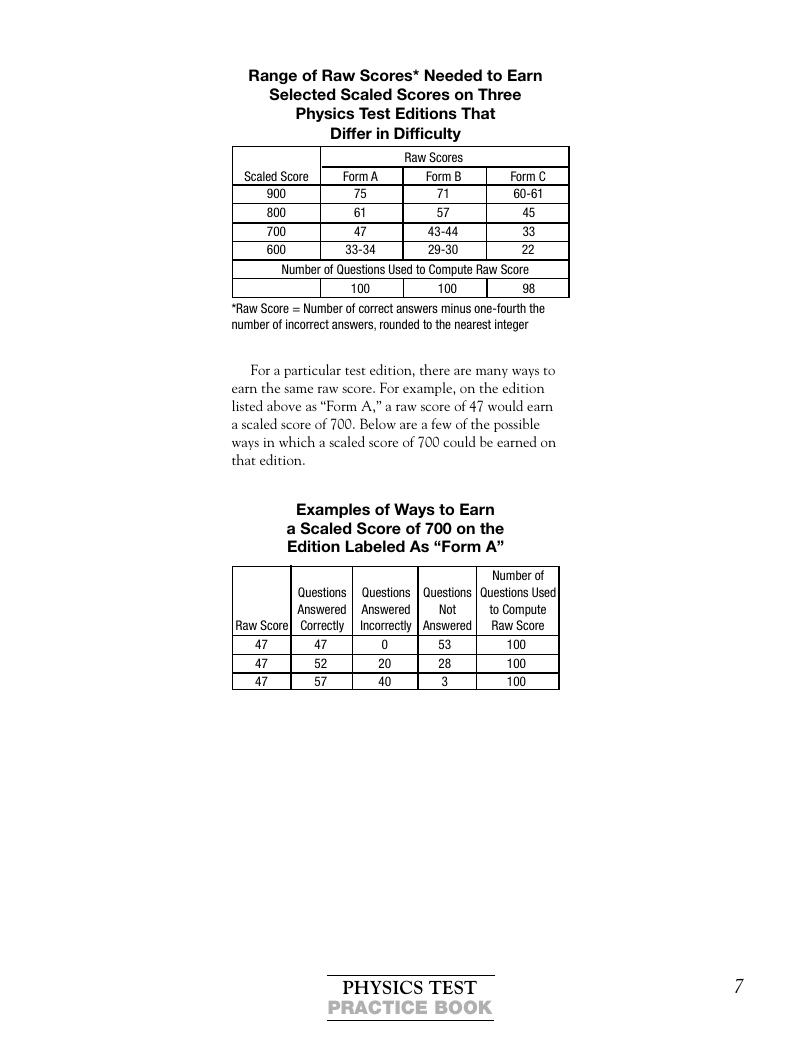 Range of Raw Scores* Needed to Earn
Selected Scaled Scores on Three
Physics Test Editions That
Differ in Difficulty
Raw Scores
Scaled Score Form A Form B Form C
900 75 71 60-61
800 61 57 45
700 47 43-44 33
600 33-34 29-30 22
Number of Questions Used to Compute Raw Score
100 100 98
*Raw Score = Number of correct answers minus one-fourth the
number of incorrect answers, rounded to the nearest integer
For a particular test edition, there are many ways to
earn the same raw score. For example, on the edition
listed above as “Form A,” a raw score of 47 would earn
a scaled score of 700. Below are a few of the possible
ways in which a scaled score of 700 could be earned on
that edition.
Examples of Ways to Earn
a Scaled Score of 700 on the
Edition Labeled As “Form A”
Number of
Questions Questions Questions Questions Used
Answered Answered Not to Compute
Raw Score Correctly Incorrectly Answered Raw Score
47 47 0 53 100
47 52 20 28 100
47 57 40 3 100
PHYSICS TEST
PRACTICE BOOK
7